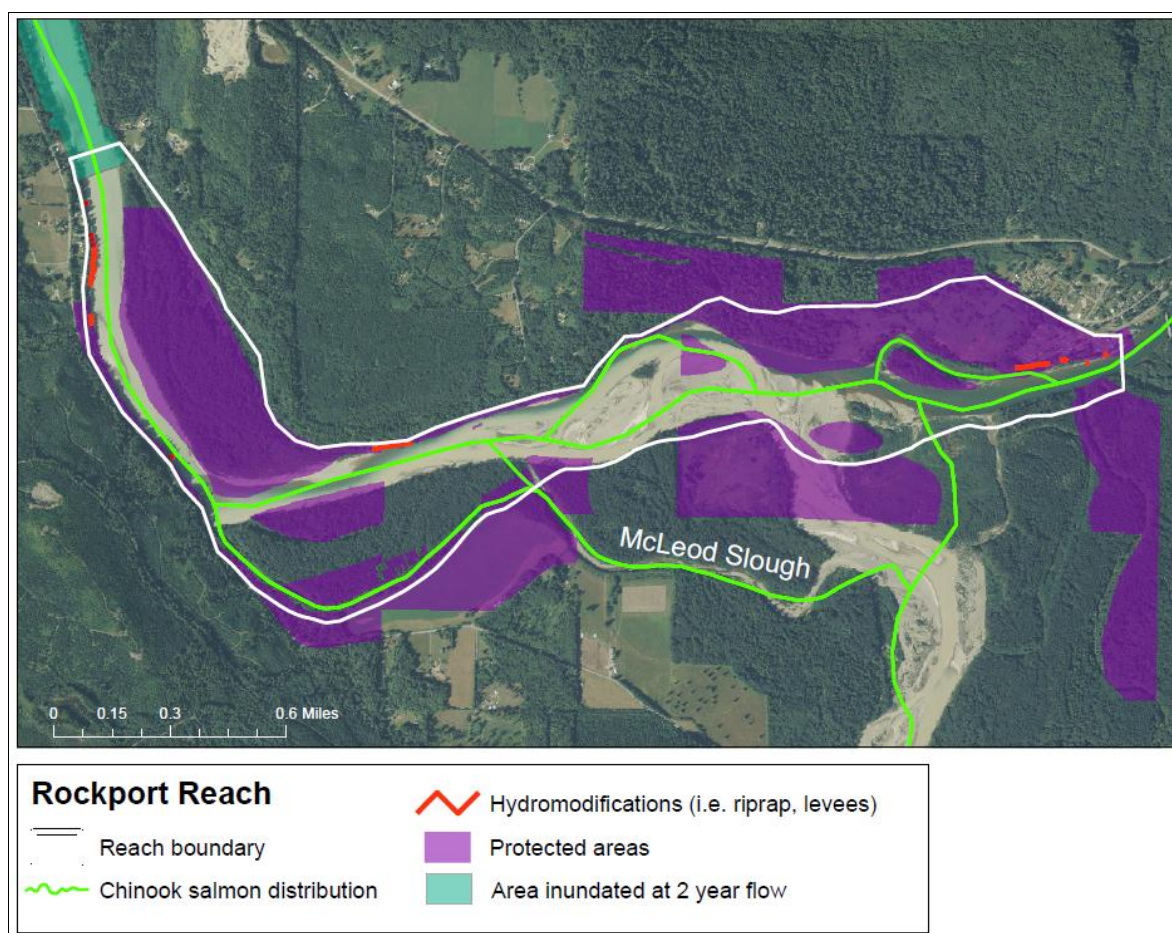 McLeod Slough
0 0.15 0.3 0.6 Miles
Rockport Reach
Reach boundary
Chinook salmon distribution
Hydromodifications (i.e. riprap, levees)
Protected areas
Area inundated at 2 year flow